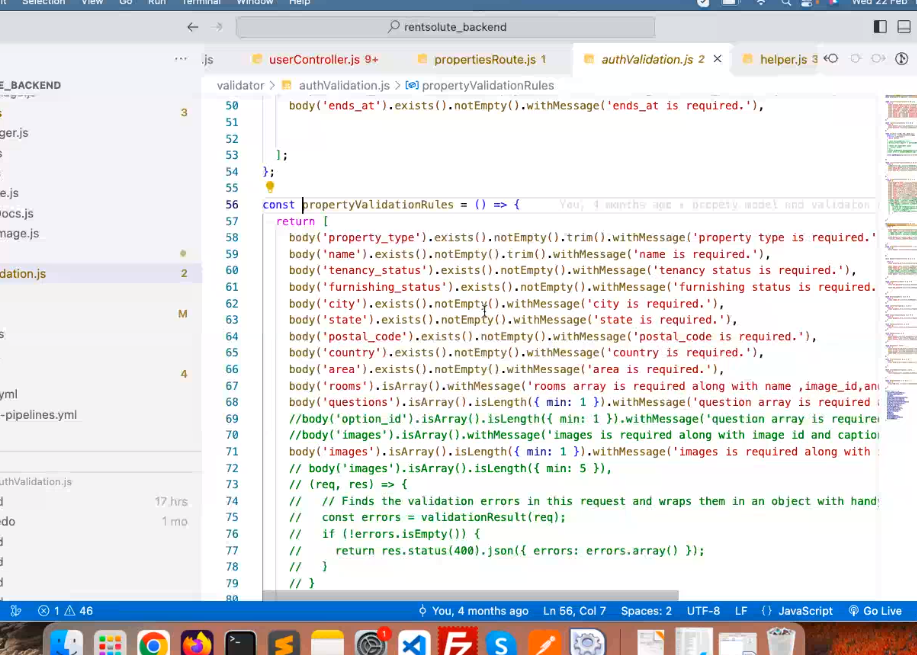 Selection View Go Run Terminal Window Help Wed 22 Feb
rentsolute_backend
.js userController.js 9+ propertiesRoute.js 1 authValidation.js 2 helper.js 3
E_BACKEND
validator > authValidation.js > propertyValidationRules
3
ger.js
s
e.js
ocs.js
mage.js
dation.js 2
M
s
4
yml
-pipelines.yml
uthValidation.js
d 17 hrs
edo 1 mo
d
d
d
d
50 body('ends_at').exists().notEmpty().withMessage('ends_at is required.'),
51
52
53 ];
54 };
55
56 const propertyValidationRules = () => { You, 4 months ago • propety model and validaton
57 return [
58 body('property_type').exists().notEmpty().trim().withMessage('property type is required.'
59 body('name').exists().notEmpty().trim().withMessage('name is required.'),
60 body('tenancy_status').exists().notEmpty().withMessage('tenancy status is required.'),
61 body('furnishing_status').exists().notEmpty().withMessage('furnishing status is required.
62 body('city').exists().notEmpty().withMessage('city is required.'),
63 body('state').exists().notEmpty().withMessage('state is required.'),
64 body('postal_code').exists().notEmpty().withMessage('postal_code is required.'),
65 body('country').exists().notEmpty().withMessage('country is required.'),
66 body('area').exists().notEmpty().withMessage('area is required.'),
67 body('rooms').isArray().withMessage('rooms array is required along with name ,image_id,an
68 body('questions').isArray().isLength({ min: 1 }).withMessage('question array is required
69 //body('option_id').isArray().isLength({ min: 1 }).withMessage('question array is require
70 //body('images').isArray().withMessage('images is required along with image id and caption
71 body('images').isArray().isLength({ min: 1 }).withMessage('images is required along with
72 // body('images').isArray().isLength({ min: 5 }),
73 // (req, res) => {
74 // // Finds the validation errors in this request and wraps them in an object with hand
75 // const errors = validationResult(req);
76 // if (!errors.isEmpty()) {
77 // return res.status(400).json({ errors: errors.array() });
78 // }
79 // }
80
1 46 You, 4 months ago Ln 56, Col 7 Spaces: 2 UTF-8 LF {} JavaScript Go Live
1